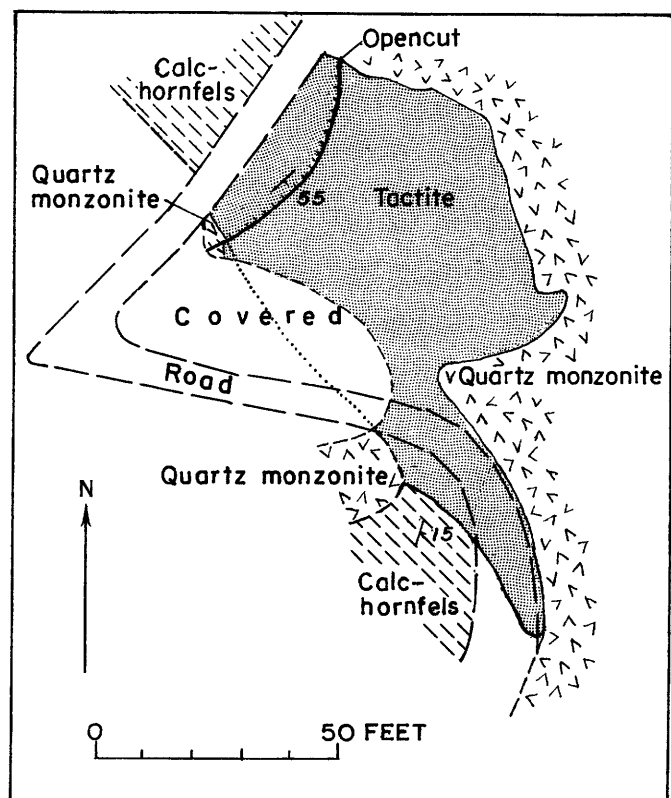 Opencut
Calc-
hornfels
Quartz
monzonite
Tactite
55
Covered
Road
Quartz monzonite
Quartz monzonite
N
15
Calc-
hornfels
0 50 FEET